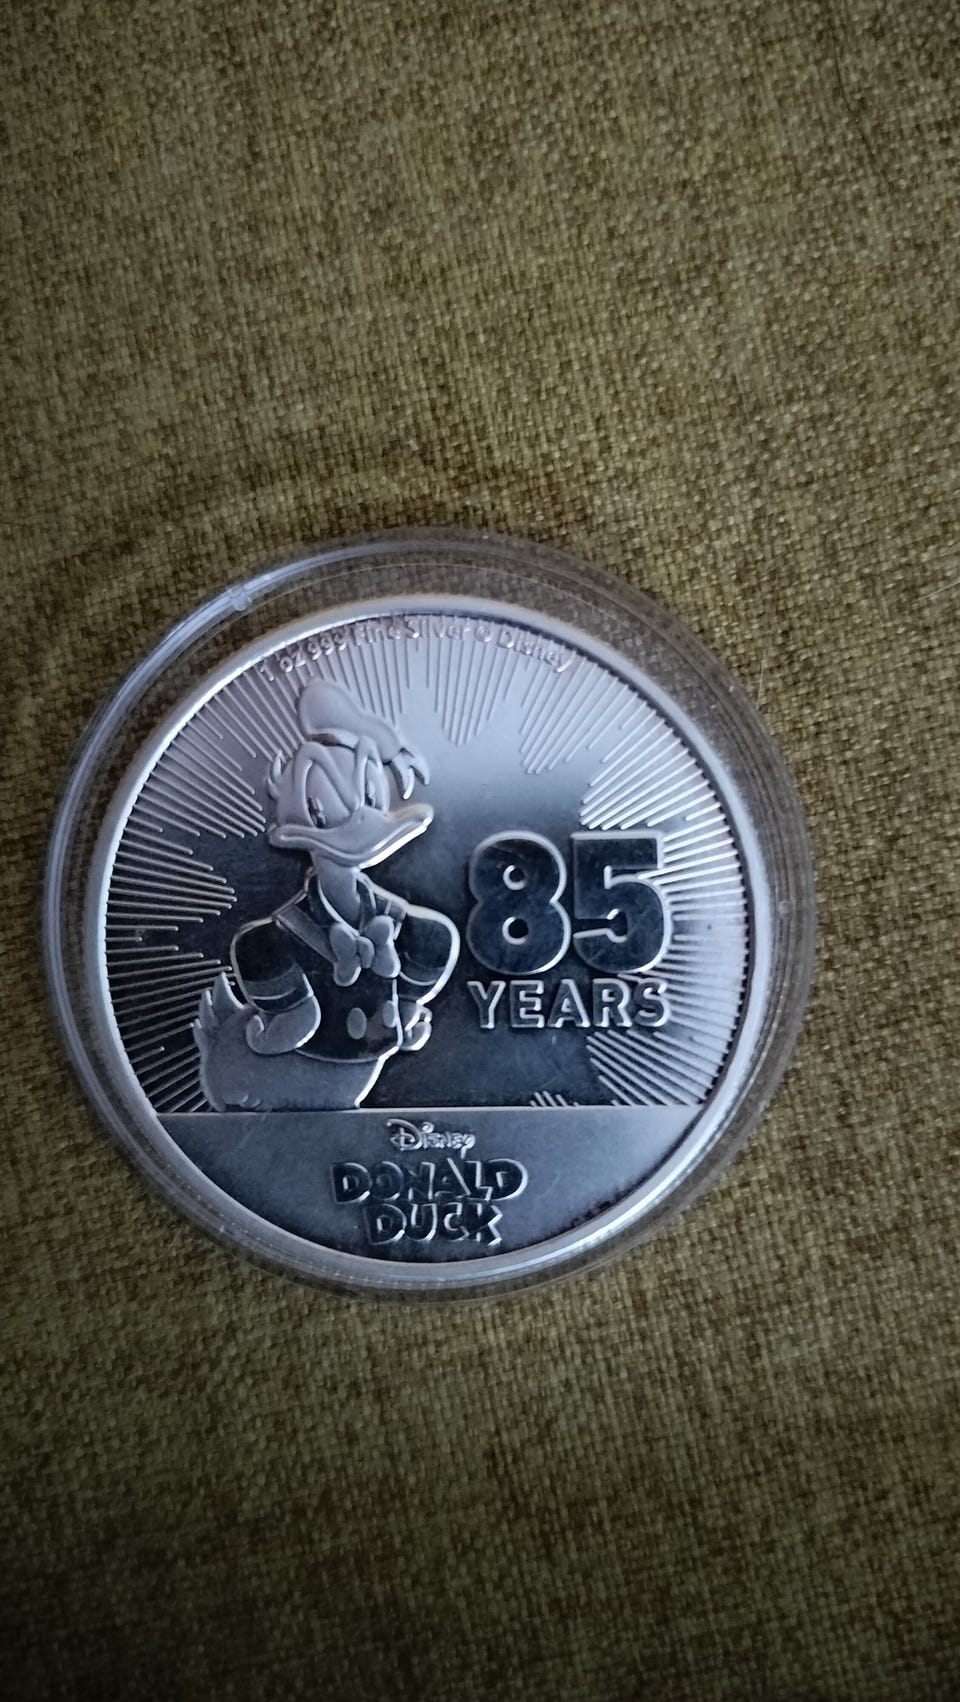 1 oz 999 Fine Silver © Disney
85
YEARS
Disney
DONALD
DUCK